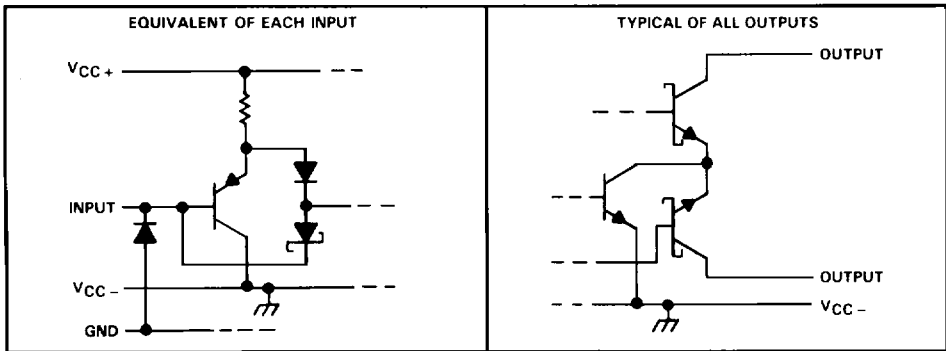 EQUIVALENT OF EACH INPUT
VCC+
INPUT
VCC−
GND
TYPICAL OF ALL OUTPUTS
OUTPUT
OUTPUT
VCC−